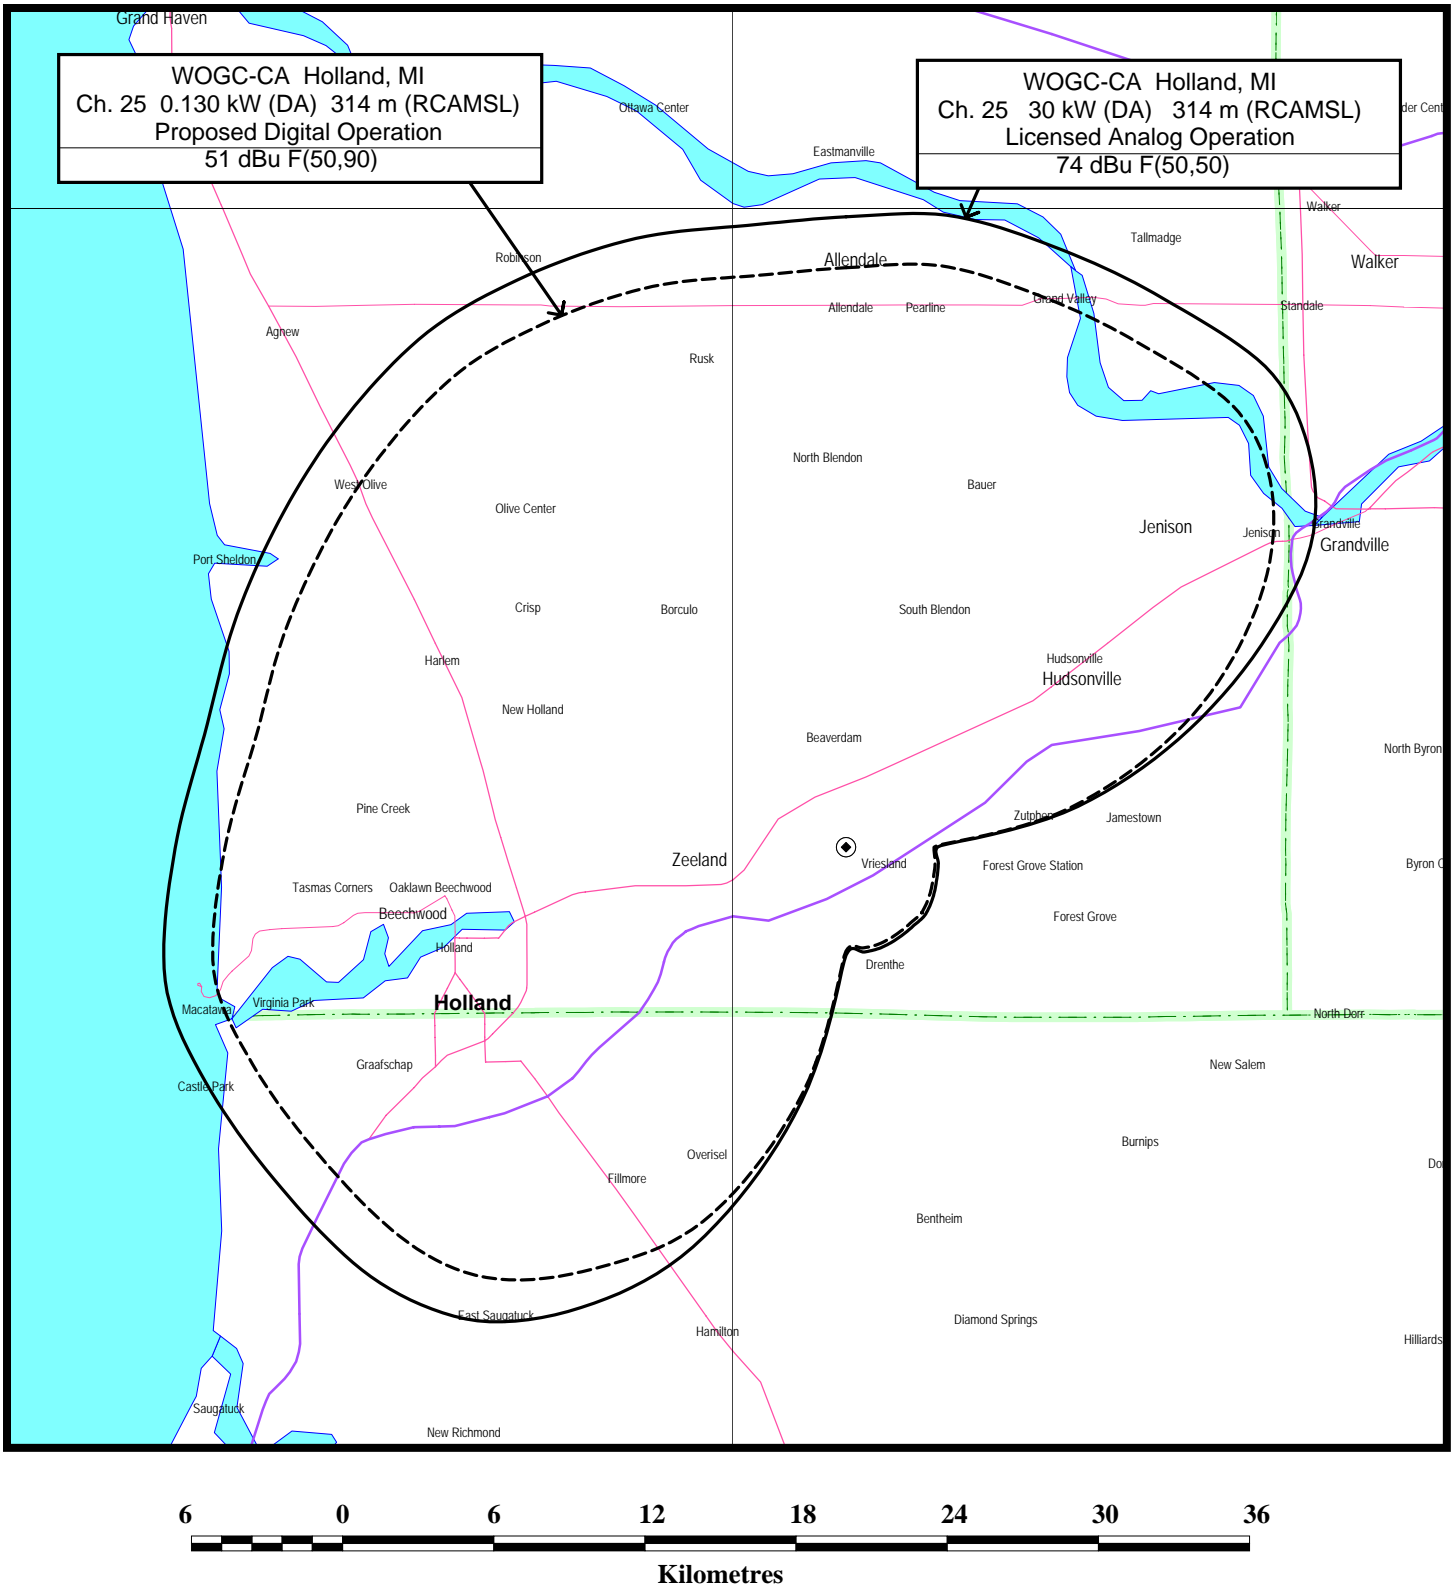 Grand Haven
WOGC-CA Holland, MI
Ch. 25 0.130 kW (DA) 314 m (RCAMSL)
Proposed Digital Operation
51 dBu F(50,90)
WOGC-CA Holland, MI
Ch. 25 30 kW (DA) 314 m (RCAMSL)
Licensed Analog Operation
74 dBu F(50,50)
Ottawa Center
der Cent
Eastmanville
Walker
Tallmadge
Robinson
Allendale
Walker
Grand Valley
Allendale
Pearline
Standale
Agnew
Rusk
North Blendon
West Olive
Bauer
Olive Center
Jenison
Jenison
Grandville
Grandville
Port Sheldon
Crisp
Borculo
South Blendon
Harlem
Hudsonville
Hudsonville
New Holland
Beaverdam
North Byron
Pine Creek
Zutphen
Jamestown
Zeeland
Vriesland
Forest Grove Station
Byron C
Tasmas Corners
Oaklawn Beechwood
Beechwood
Forest Grove
Holland
Drenthe
Macatawa
Virginia Park
Holland
North Dorr
Graafschap
New Salem
Castle Park
Burnips
Overisel
Do
Fillmore
Bentheim
East Saugatuck
Diamond Springs
Hamilton
Hilliards
Saugatuck
New Richmond
6 0 6 12 18 24 30 36
Kilometres